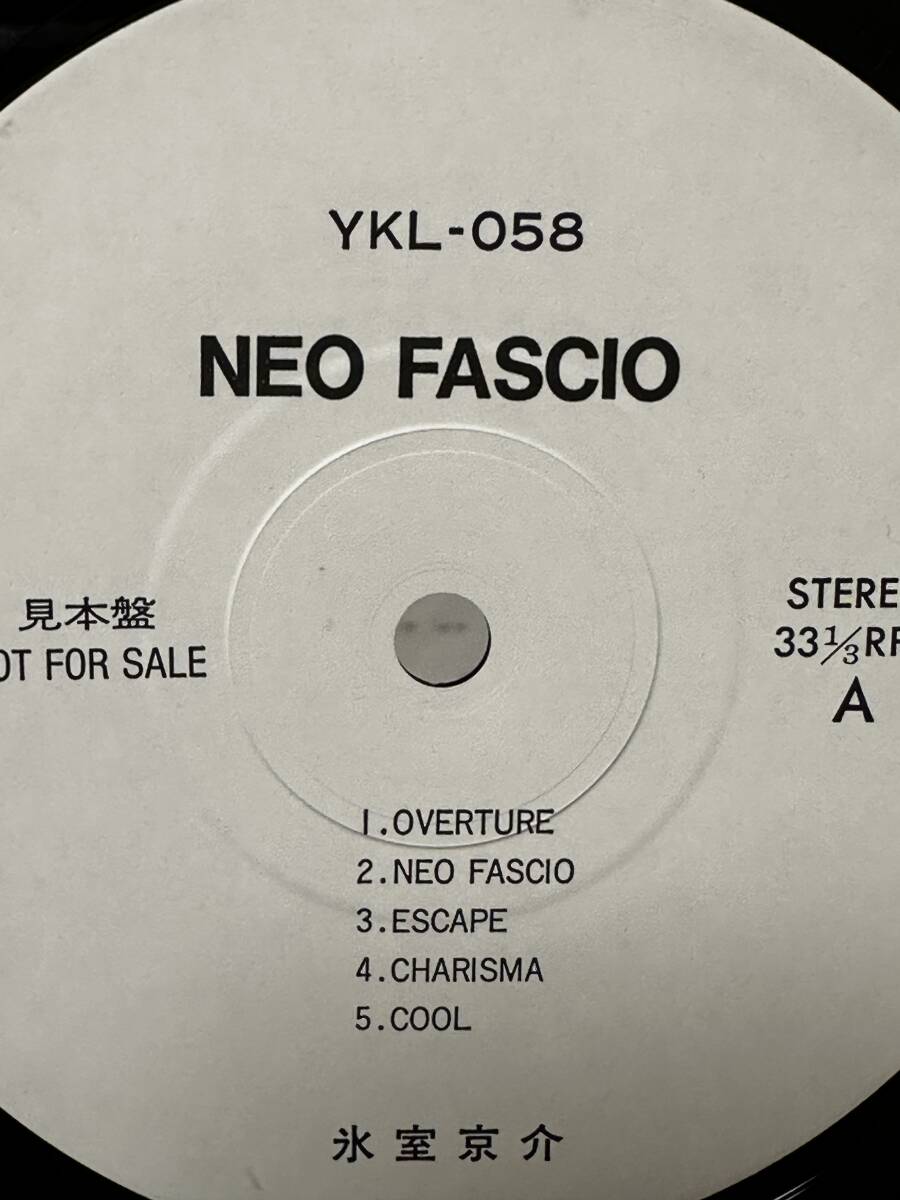 YKL-058
NEO FASCIO
見本盤
OT FOR SALE
STERE
33⅓RP
A
1.OVERTURE
2.NEO FASCIO
3.ESCAPE
4.CHARISMA
5.COOL
氷室京介